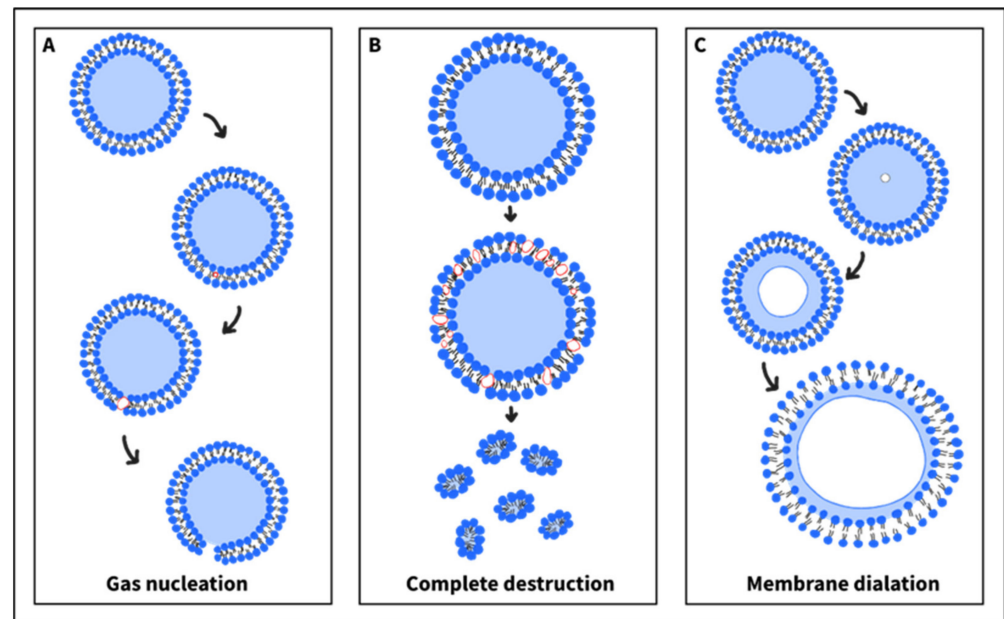 A
B
C
Gas nucleation
Complete destruction
Membrane dialation